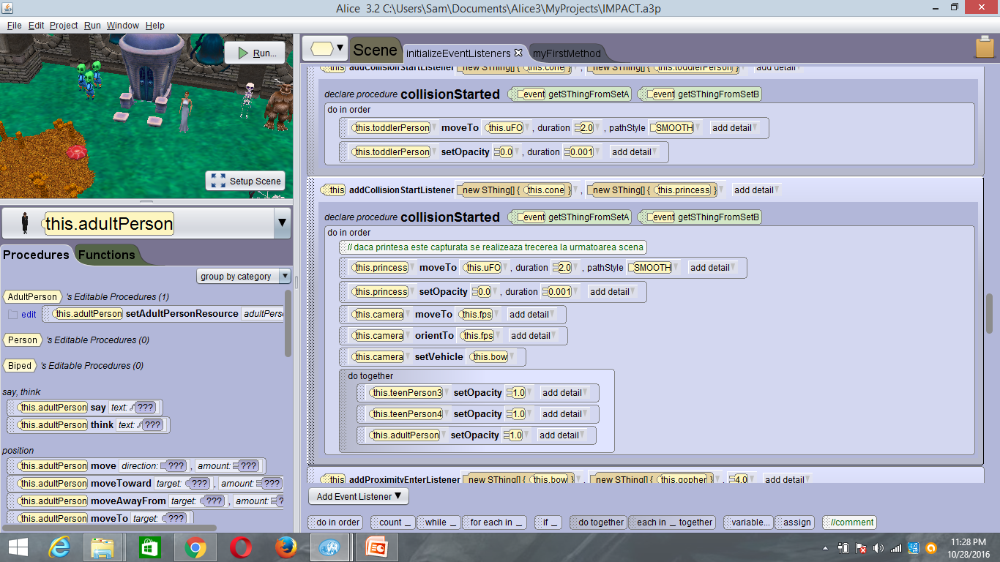 Alice 3.2 C:\Users\Sam\Documents\Alice3\MyProjects\IMPACT.a3p
File Edit Project Run Window Help
Run...
Setup Scene
this.adultPerson
Procedures Functions
group by category
AdultPerson 's Editable Procedures (1)
edit this.adultPerson setAdultPersonResource adultPers
Person 's Editable Procedures (0)
Biped 's Editable Procedures (0)
say, think
this.adultPerson say text: ???
this.adultPerson think text: ???
position
this.adultPerson move direction: ??? , amount: ???
this.adultPerson moveToward target: ??? , amount: ???
this.adultPerson moveAwayFrom target: ??? , amount: ?
this.adultPerson moveTo target: ???
Scene initializeEventListeners myFirstMethod
this addCollisionStartListener new SThing[] { this.cone } , new SThing[] { this.toddlerPerson } add detail
declare procedure collisionStarted event getSThingFromSetA event getSThingFromSetB
do in order
this.toddlerPerson moveTo this.uFO , duration 2.0 , pathStyle SMOOTH add detail
this.toddlerPerson setOpacity 0.0 , duration 0.001 add detail
this addCollisionStartListener new SThing[] { this.cone } , new SThing[] { this.princess } add detail
declare procedure collisionStarted event getSThingFromSetA event getSThingFromSetB
do in order
// daca printesa este capturata se realizeaza trecerea la urmatoarea scena
this.princess moveTo this.uFO , duration 2.0 , pathStyle SMOOTH add detail
this.princess setOpacity 0.0 , duration 0.001 add detail
this.camera moveTo this.fps add detail
this.camera orientTo this.fps add detail
this.camera setVehicle this.bow
do together
this.teenPerson3 setOpacity 1.0 add detail
this.teenPerson4 setOpacity 1.0 add detail
this.adultPerson setOpacity 1.0 add detail
this addProximityEnterListener new SThing[] { this.bow } , new SThing[] { this.gopher } , 4.0 add detail
Add Event Listener
do in order count _ while _ for each in _ if _ do together each in _ together variable... assign //comment
11:28 PM
10/28/2016